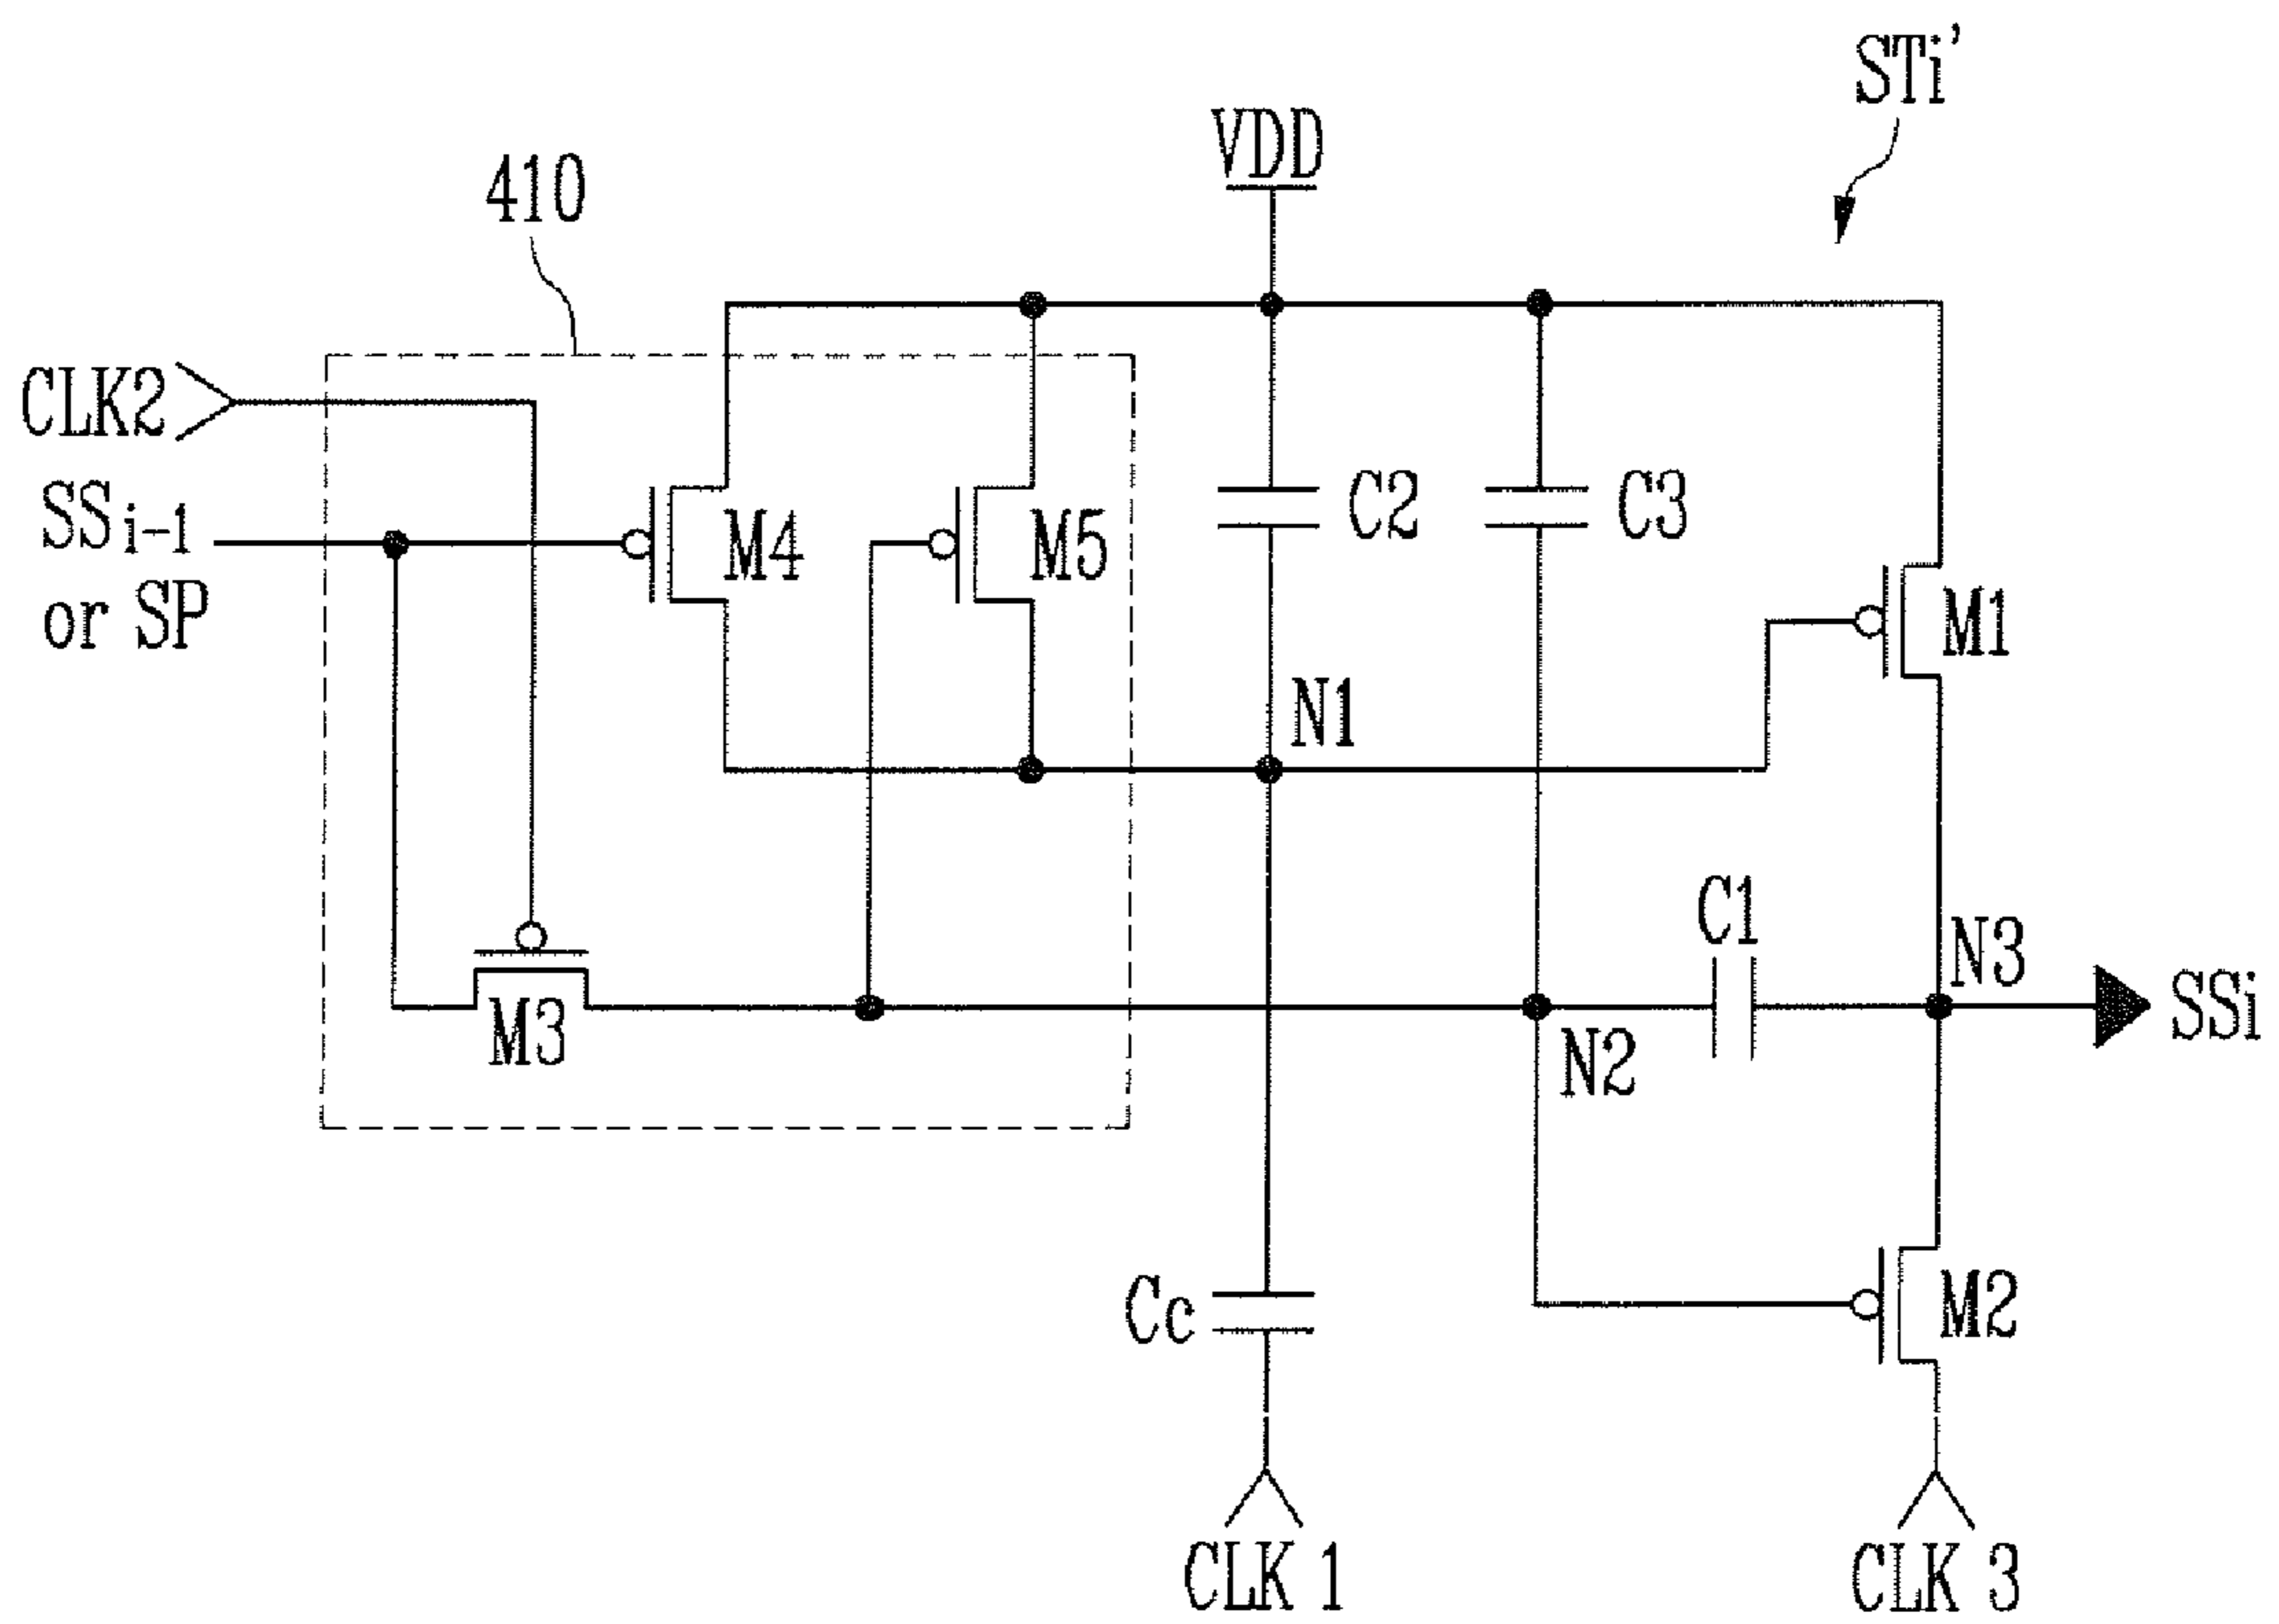 STi'
VDD
410
CLK2
SSi-1
or SP
M4
M5
C2
C3
M1
N1
C1
N3
SSi
M3
N2
Cc
M2
CLK 1
CLK 3